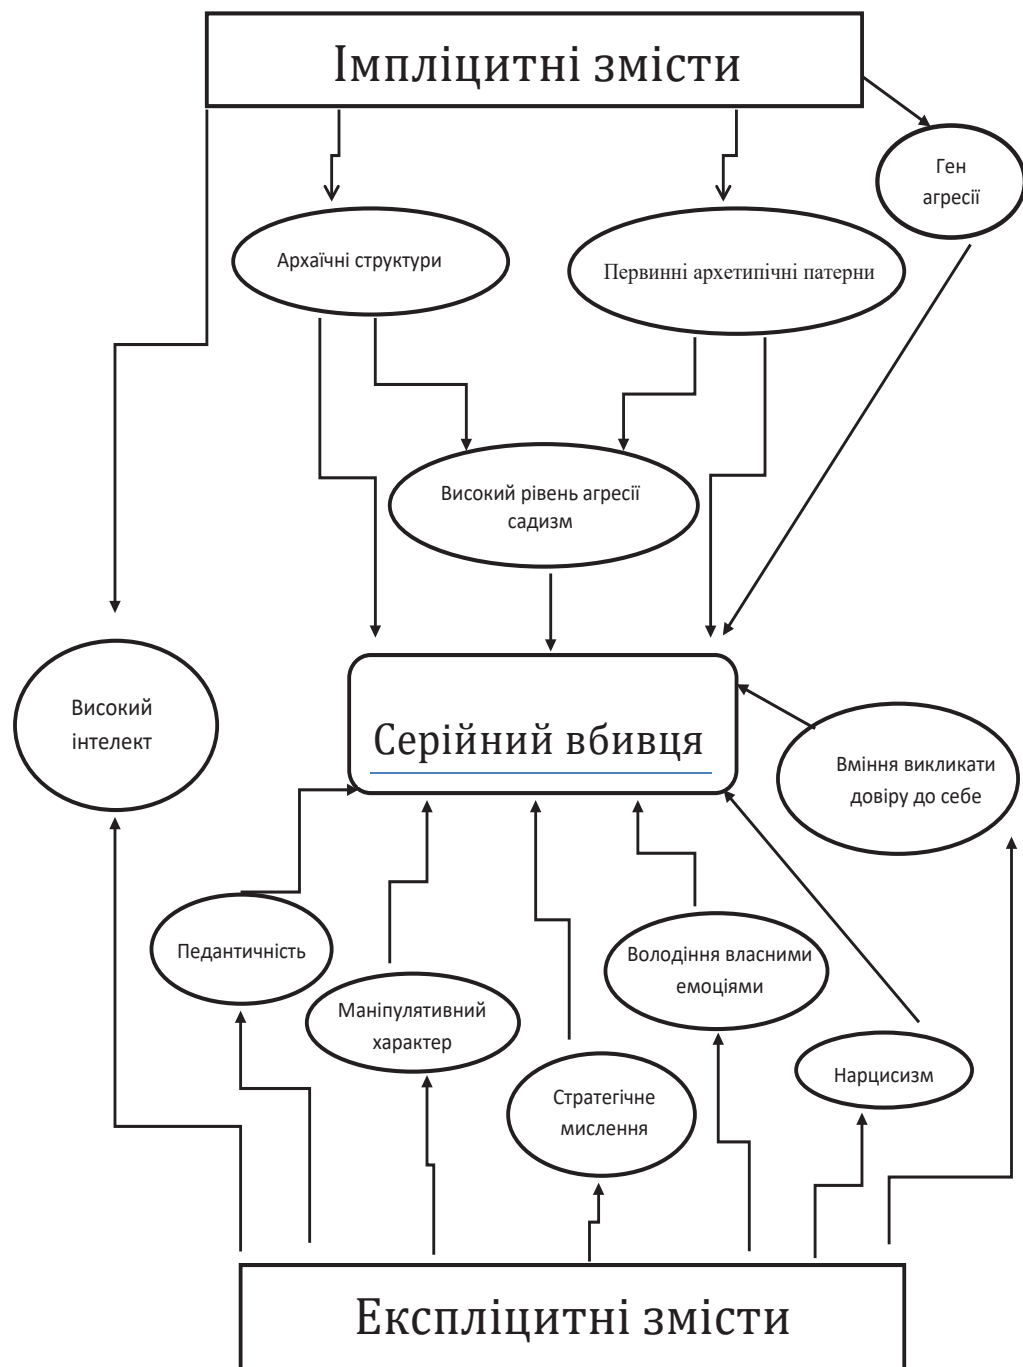 Імпліцитні змісти
Ген
агресії
Архаїчні структури
Первинні архетипічні патерни
Високий рівень агресії
садизм
Високий
інтелект
Серійний вбивця
Вміння викликати
довіру до себе
Педантичність
Володіння власними
емоціями
Маніпулятивний
характер
Нарцисизм
Стратегічне
мислення
Експліцитні змісти